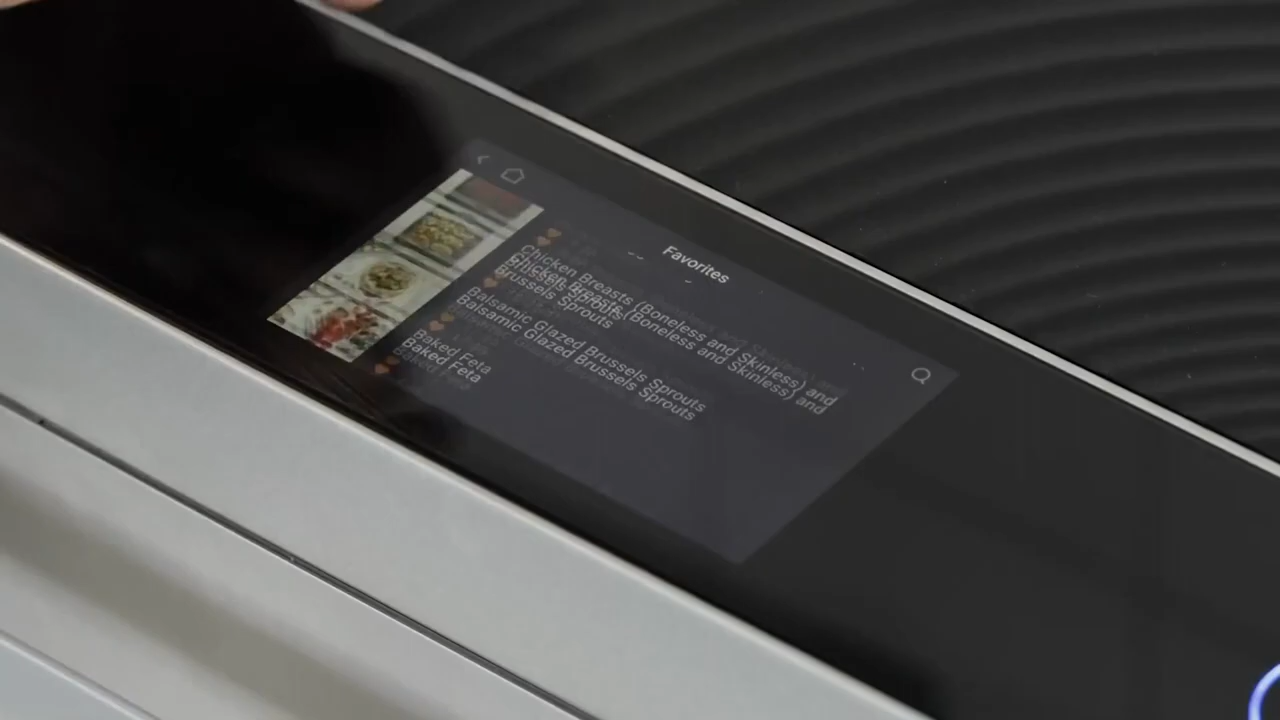 Favorites
Chicken Breasts (Boneless and Skinless) and
Brussels Sprouts
Balsamic Glazed Brussels Sprouts
Baked Feta